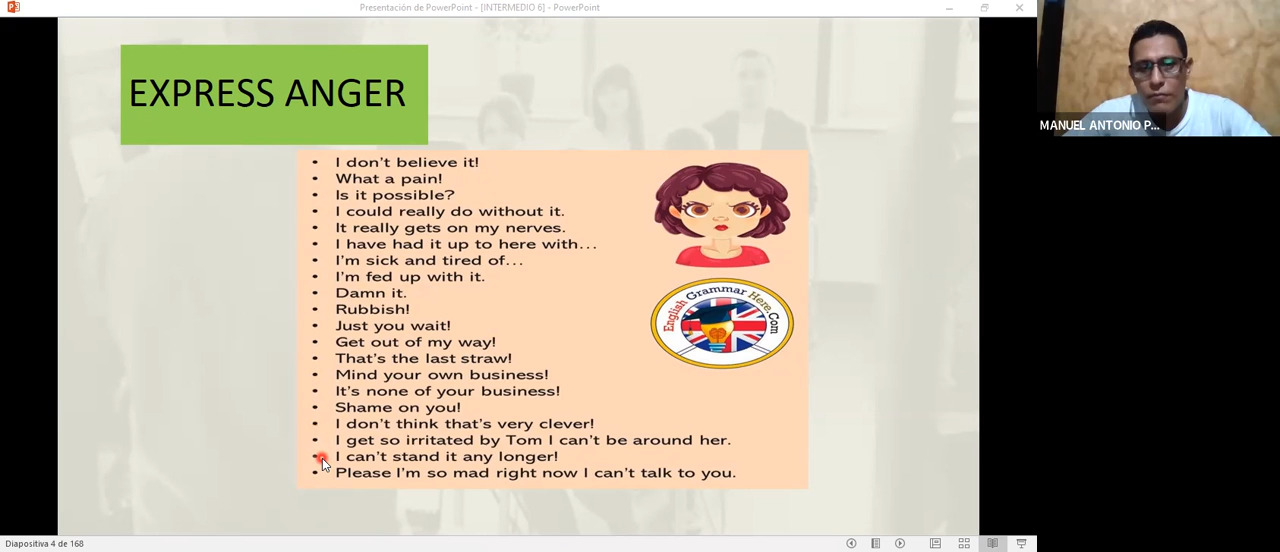 Presentación de PowerPoint - [INTERMEDIO 6] - PowerPoint
EXPRESS ANGER
MANUEL ANTONIO P...
• I don't believe it!
• What a pain!
• Is it possible?
• I could really do without it.
• It really gets on my nerves.
• I have had it up to here with...
• I'm sick and tired of...
• I'm fed up with it.
• Damn it.
• Rubbish!
• Just you wait!
• Get out of my way!
• That's the last straw!
• Mind your own business!
• It's none of your business!
• Shame on you!
• I don't think that's very clever!
• I get so irritated by Tom I can't be around her.
• I can't stand it any longer!
• Please I'm so mad right now I can't talk to you.
English Grammar Here.Com
Diapositiva 4 de 168